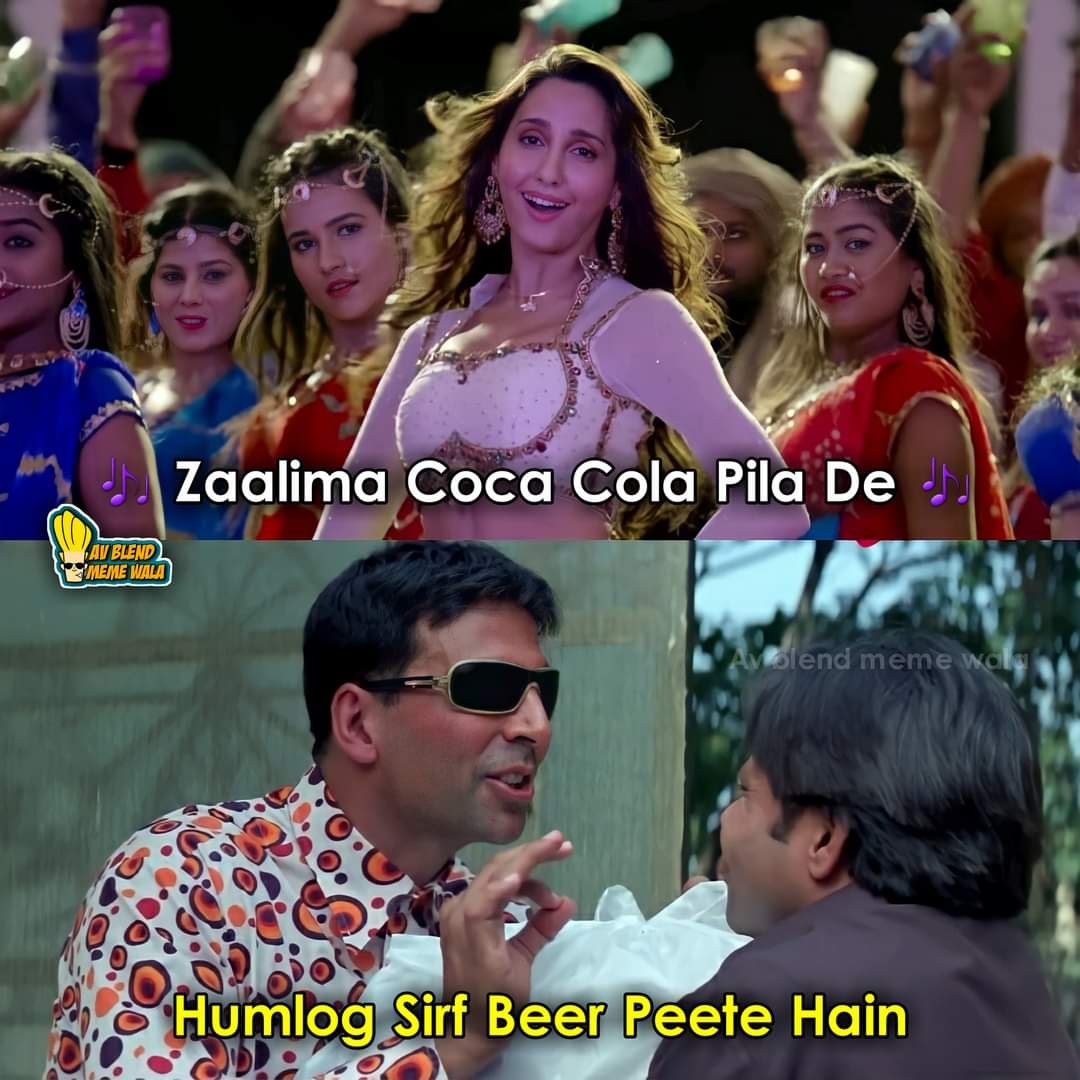 🎶 Zaalima Coca Cola Pila De 🎶
AV BLEND
MEME WALA
Av blend meme wala
Humlog Sirf Beer Peete Hain